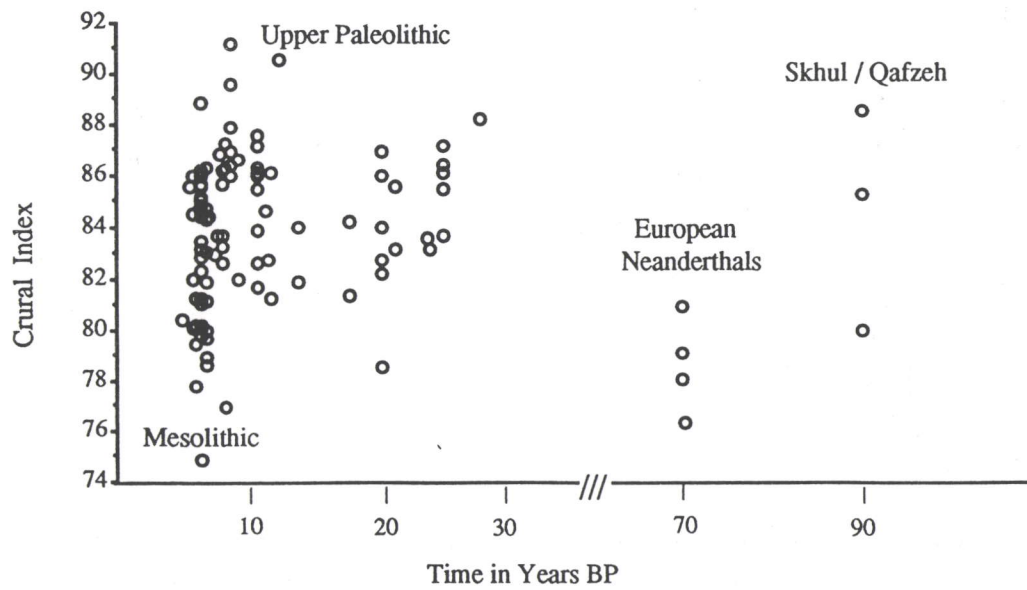 92
90
88
86
84
82
80
78
76
74
Crural Index
Upper Paleolithic
Skhul / Qafzeh
European
Neanderthals
Mesolithic
10
20
30
///
70
90
Time in Years BP